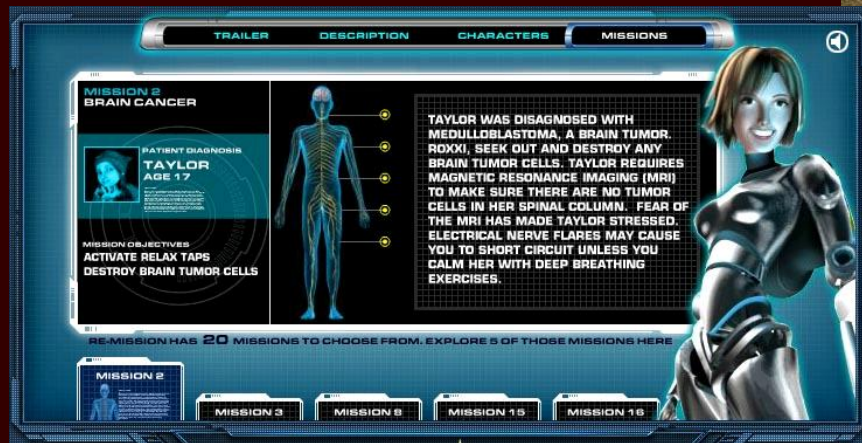 TRAILER DESCRIPTION CHARACTERS MISSIONS
MISSION 2
BRAIN CANCER
PATIENT DIAGNOSIS
TAYLOR
AGE 17
MISSION OBJECTIVES
ACTIVATE RELAX TAPS
DESTROY BRAIN TUMOR CELLS
TAYLOR WAS DISAGNOSED WITH
MEDULLOBLASTOMA, A BRAIN TUMOR.
ROXXI, SEEK OUT AND DESTROY ANY
BRAIN TUMOR CELLS. TAYLOR REQUIRES
MAGNETIC RESONANCE IMAGING (MRI)
TO MAKE SURE THERE ARE NO TUMOR
CELLS IN HER SPINAL COLUMN. FEAR OF
THE MRI HAS MADE TAYLOR STRESSED.
ELECTRICAL NERVE FLARES MAY CAUSE
YOU TO SHORT CIRCUIT UNLESS YOU
CALM HER WITH DEEP BREATHING
EXERCISES.
RE-MISSION HAS 20 MISSIONS TO CHOOSE FROM. EXPLORE 5 OF THOSE MISSIONS HERE
MISSION 2
MISSION 3 MISSION 8 MISSION 15 MISSION 16